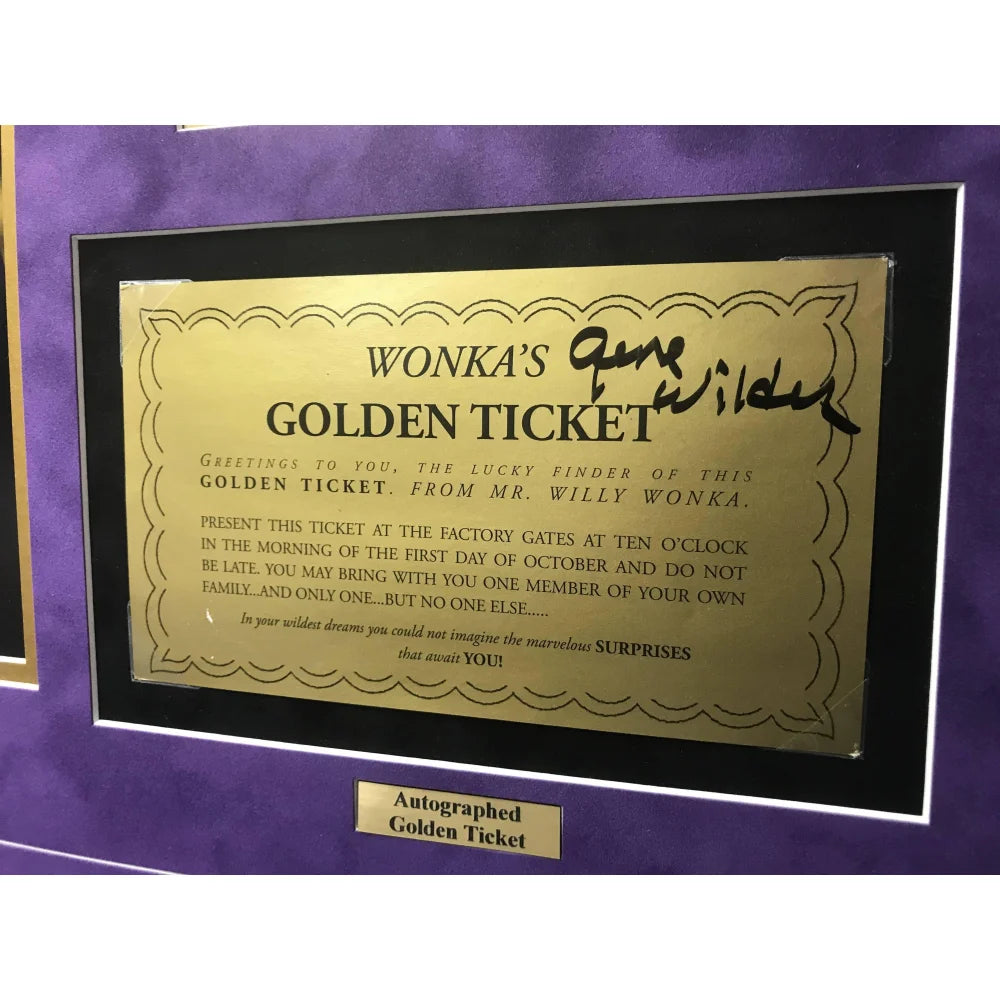 WONKA'S Gene Wilder
GOLDEN TICKET
GREETINGS TO YOU, THE LUCKY FINDER OF THIS
GOLDEN TICKET. FROM MR. WILLY WONKA.
PRESENT THIS TICKET AT THE FACTORY GATES AT TEN O'CLOCK
IN THE MORNING OF THE FIRST DAY OF OCTOBER AND DO NOT
BE LATE. YOU MAY BRING WITH YOU ONE MEMBER OF YOUR OWN
FAMILY...AND ONLY ONE...BUT NO ONE ELSE.....
In your wildest dreams you could not imagine the marvelous SURPRISES
that await YOU!
Autographed
Golden Ticket